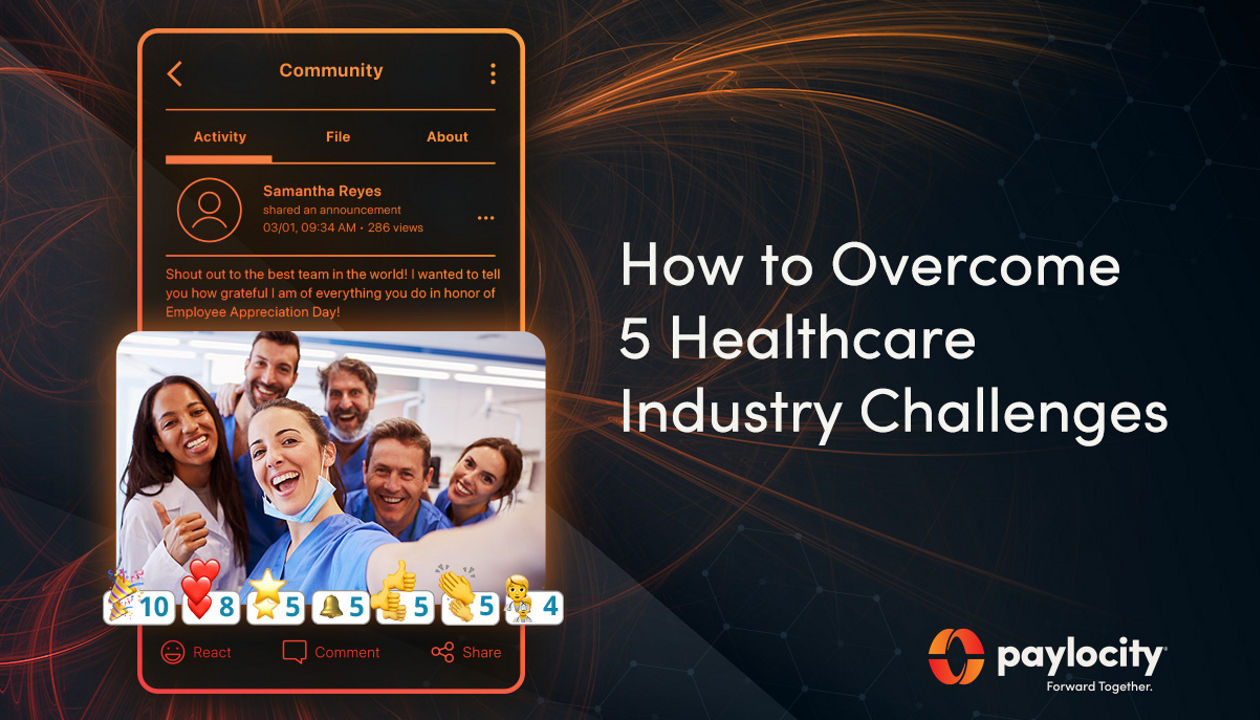 Community
Activity File About
Samantha Reyes
shared an announcement
03/01, 09:34 AM • 286 views
Shout out to the best team in the world! I wanted to tell
you how grateful I am of everything you do in honor of
Employee Appreciation Day!
10 8 5 5 5 5 4
React Comment Share
How to Overcome
5 Healthcare
Industry Challenges
paylocity
Forward Together.